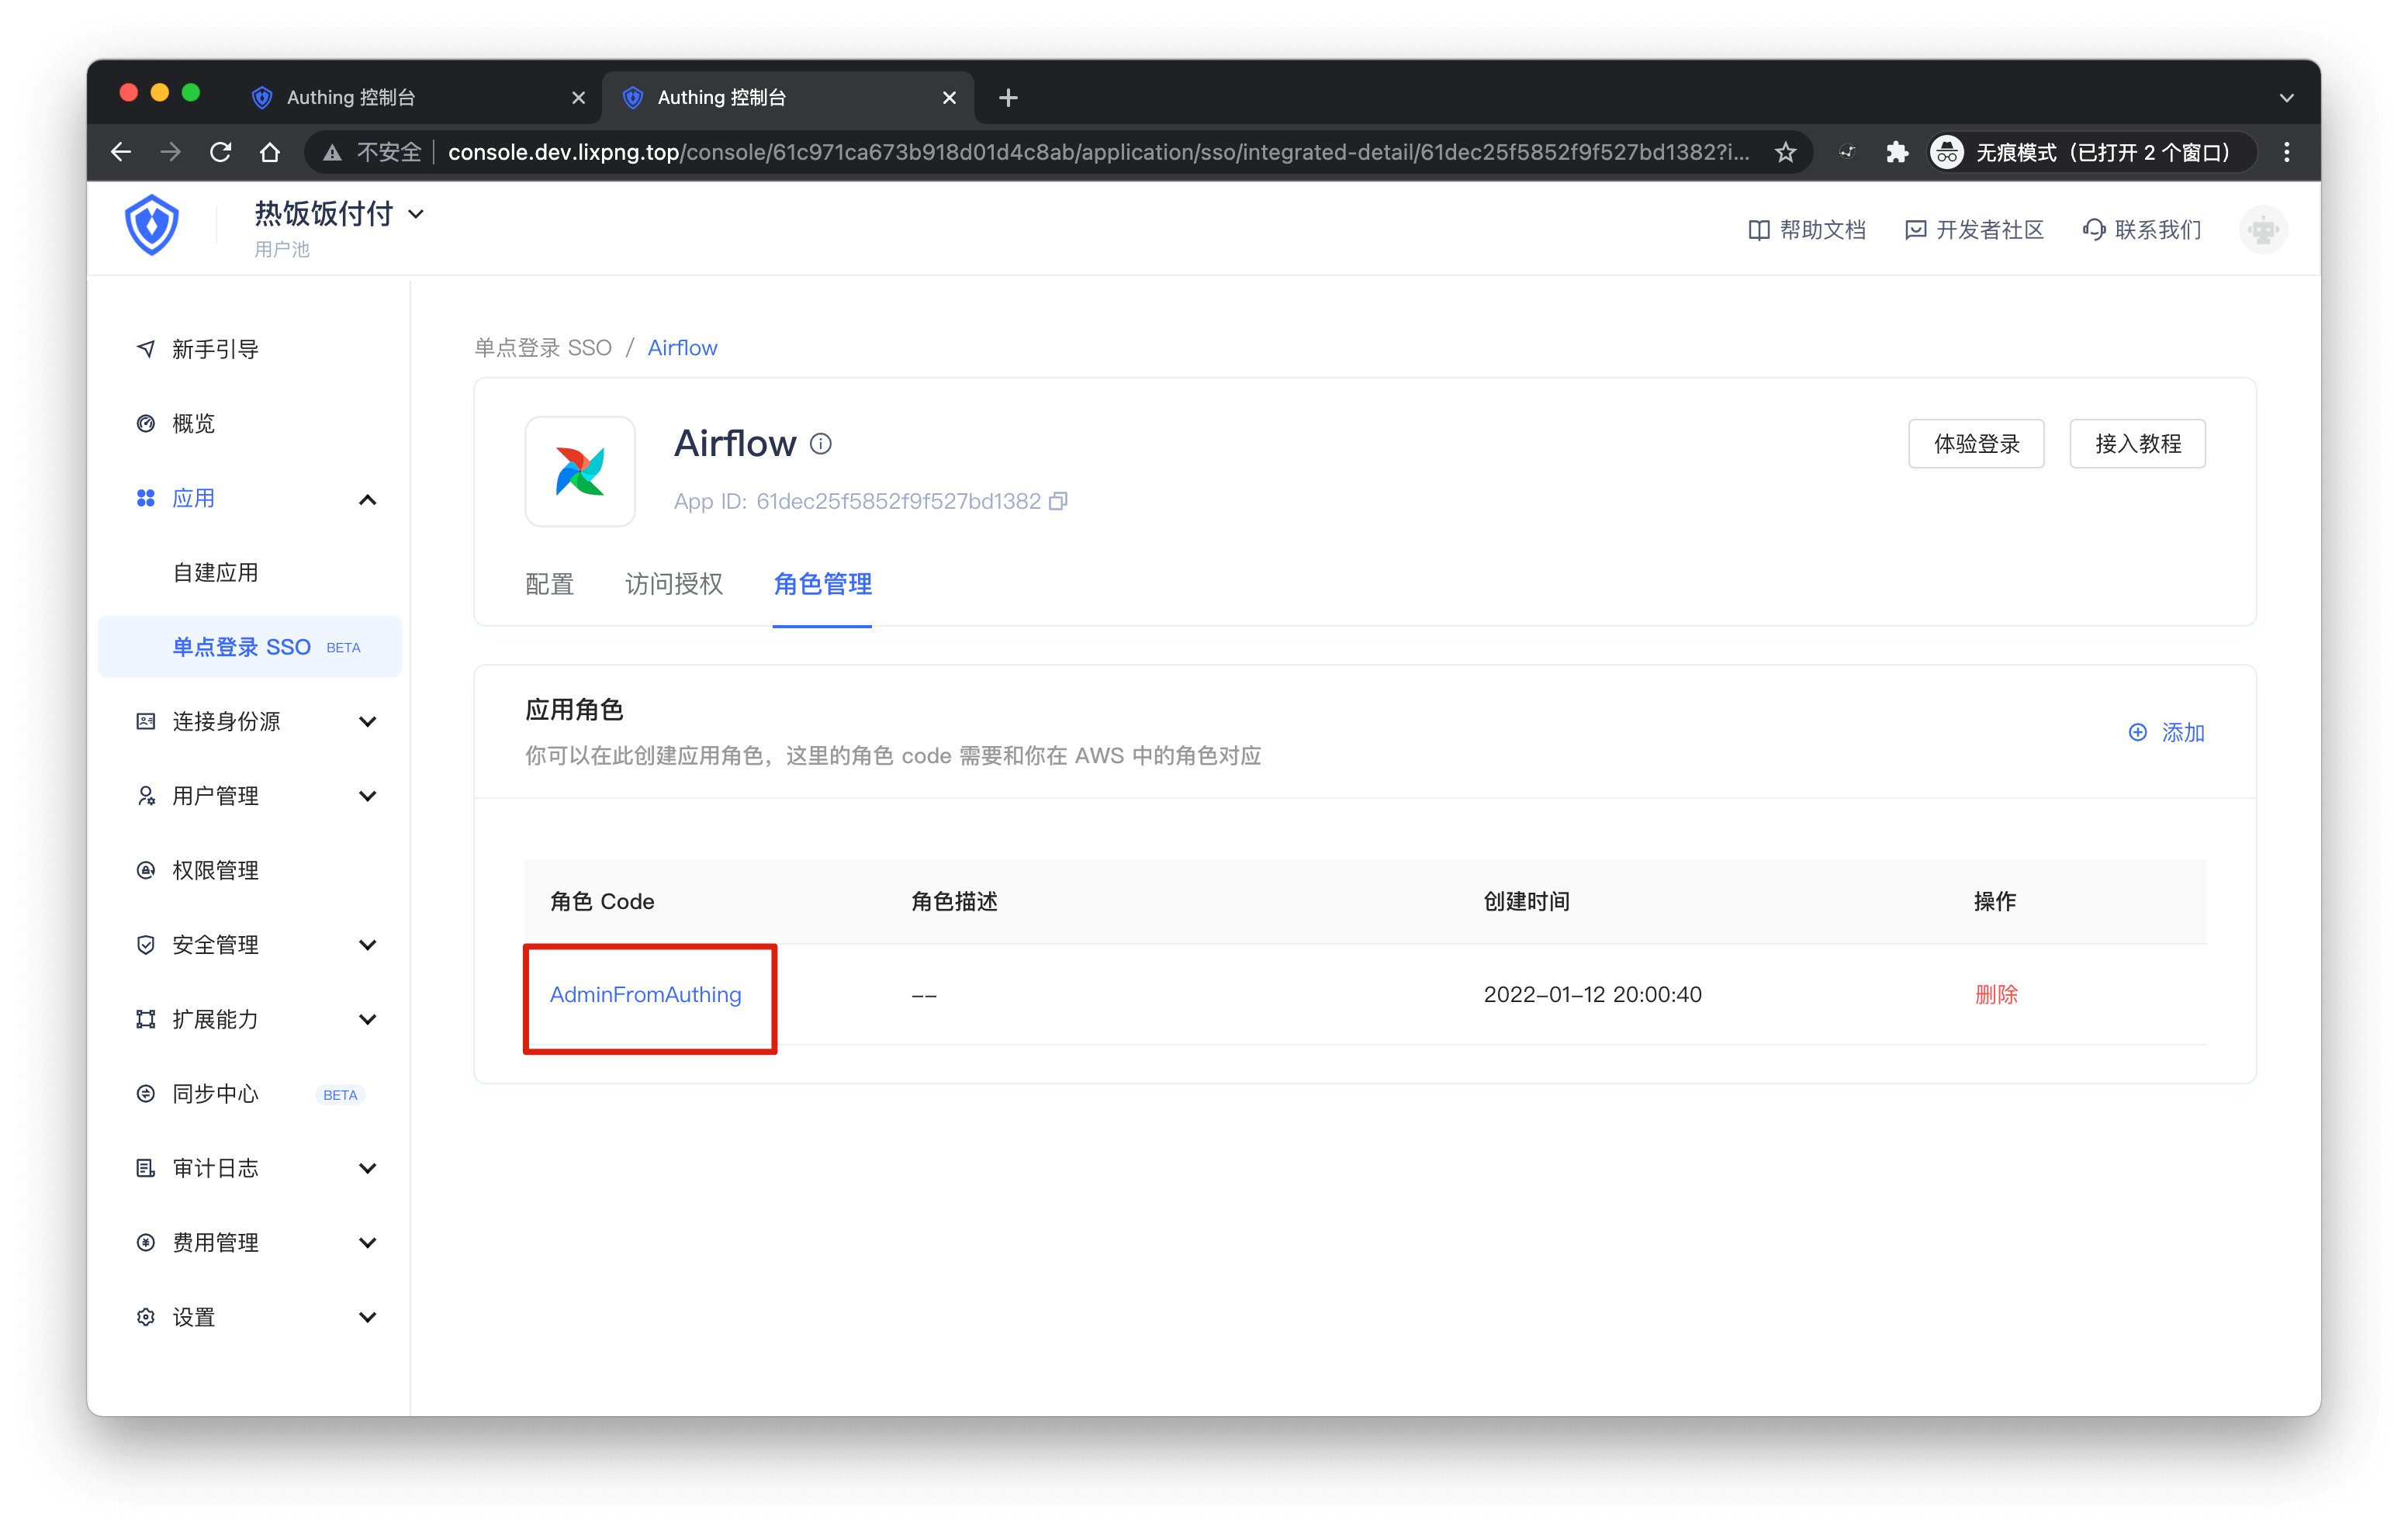 Authing 控制台
Authing 控制台
不安全 console.dev.lixpng.top/console/61c971ca673b918d01d4c8ab/application/sso/integrated-detail/61dec25f5852f9f527bd1382?i...
无痕模式（已打开 2 个窗口）
热饭饭付付
用户池
帮助文档
开发者社区
联系我们
新手引导
概览
应用
自建应用
单点登录 SSO BETA
连接身份源
用户管理
权限管理
安全管理
扩展能力
同步中心 BETA
审计日志
费用管理
设置
单点登录 SSO / Airflow
Airflow
App ID: 61dec25f5852f9f527bd1382
体验登录
接入教程
配置 访问授权 角色管理
应用角色
你可以在此创建应用角色，这里的角色 code 需要和你在 AWS 中的角色对应
添加
角色 Code 角色描述 创建时间 操作
AdminFromAuthing -- 2022-01-12 20:00:40 删除